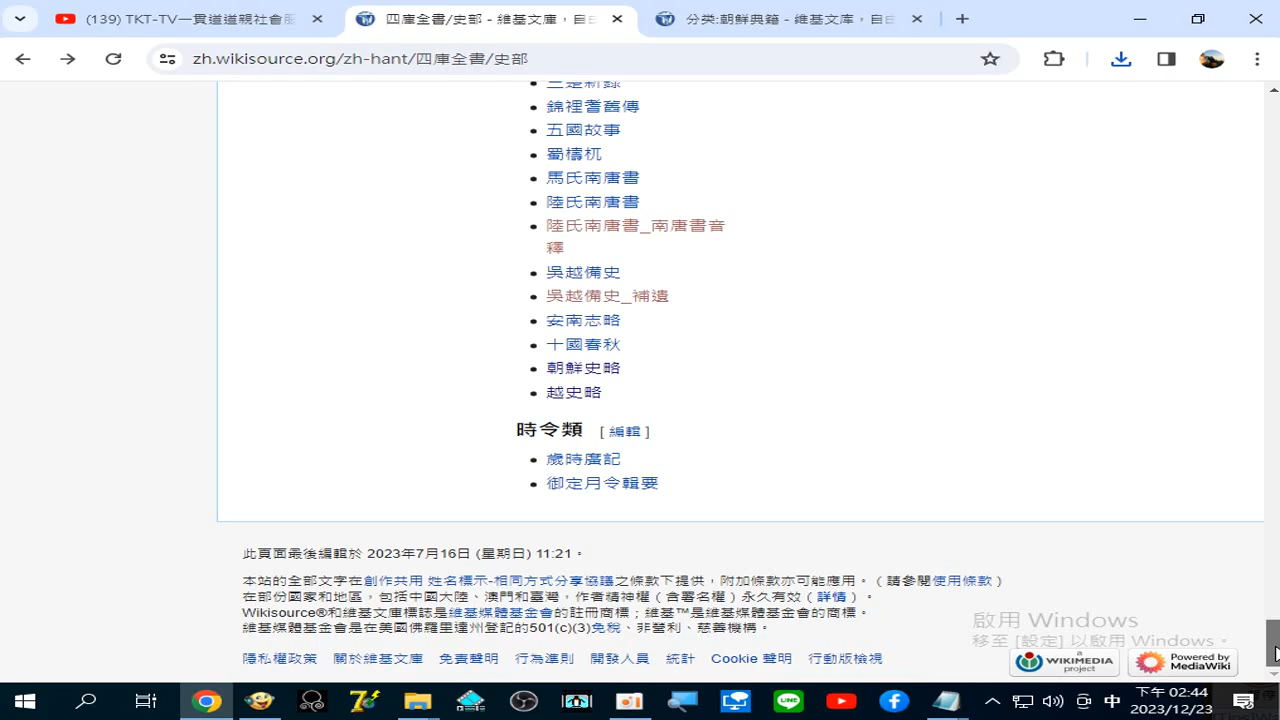 (139) TKT-TV一貫道道親社會服
四庫全書/史部 - 維基文庫，自由
分类:朝鮮典籍 - 維基文庫，自由
zh.wikisource.org/zh-hant/四庫全書/史部
三楚新錄
錦裡耆舊傳
五國故事
蜀檮杌
馬氏南唐書
陸氏南唐書
陸氏南唐書_南唐書音
釋
吳越備史
吳越備史_補遺
安南志略
十國春秋
朝鮮史略
越史略
時令類 [ 編輯 ]
歲時廣記
御定月令輯要
此頁面最後編輯於 2023年7月16日 (星期日) 11:21。
本站的全部文字在創作共用 姓名標示-相同方式分享協議之條款下提供，附加條款亦可能應用。（請參閱使用條款）
在部份國家和地區，包括中國大陸、澳門和臺灣，作者精神權（含署名權）永久有效（詳情）。
Wikisource®和維基文庫標誌是維基媒體基金會的註冊商標；維基™是維基媒體基金會的商標。
維基媒體基金會是在美國佛羅里達州登記的501(c)(3)免稅、非營利、慈善機構。
啟用 Windows
移至 [設定] 以啟用 Windows。
隱私權政策 關於維基文庫 免責聲明 行為準則 開發人員 統計 Cookie 聲明 行動版檢視
a
WIKIMEDIA
project
Powered by
MediaWiki
中
下午 02:44
2023/12/23